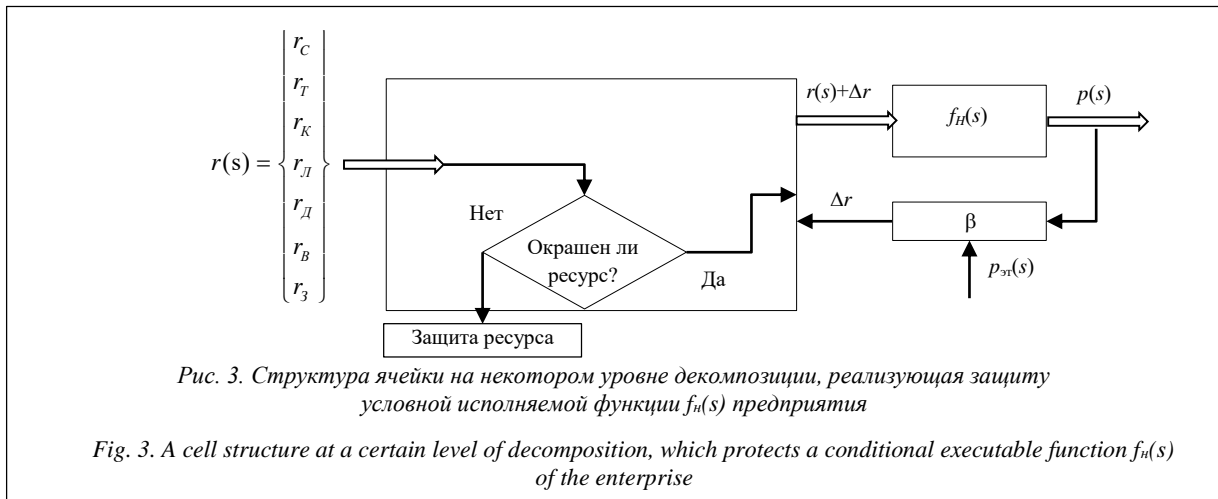 r(s) =
r_C
r_T
r_К
r_Л
r_Д
r_В
r_З
Нет
Окрашен ли
ресурс?
Да
Защита ресурса
r(s)+Δr
f_Н(s)
p(s)
Δr
β
p_эт(s)
Рис. 3. Структура ячейки на некотором уровне декомпозиции, реализующая защиту
условной исполняемой функции f_н(s) предприятия
Fig. 3. A cell structure at a certain level of decomposition, which protects a conditional executable function f_н(s)
of the enterprise